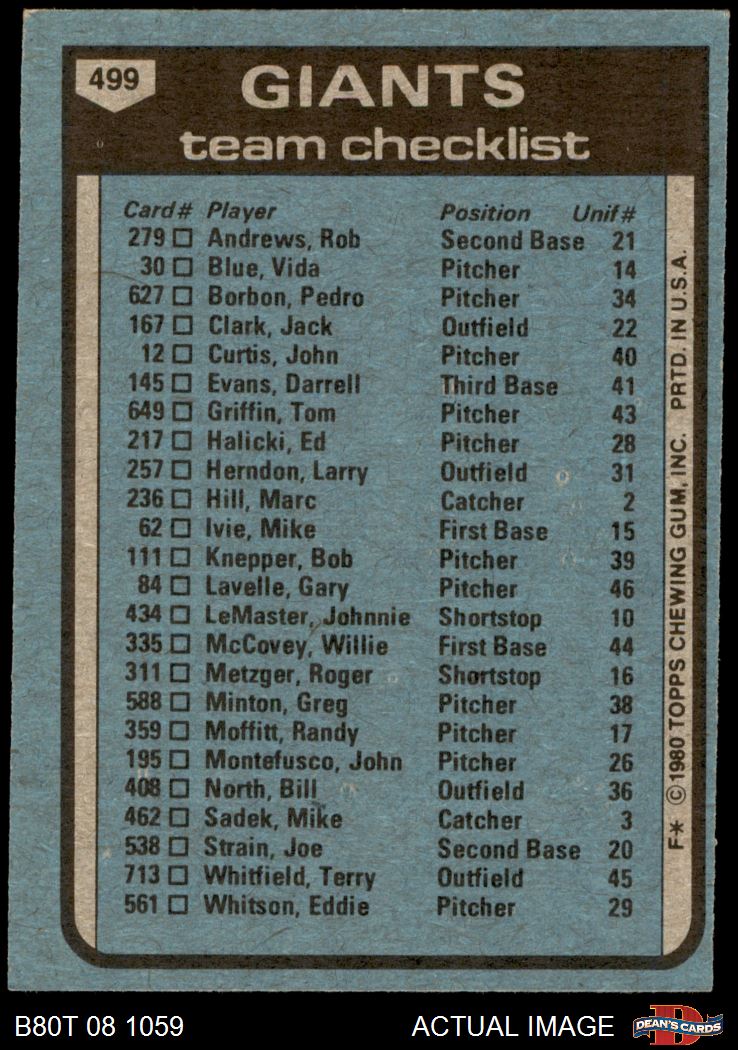 499
GIANTS
team checklist
Card# Player Position Unif#
279 Andrews, Rob Second Base 21
30 Blue, Vida Pitcher 14
627 Borbon, Pedro Pitcher 34
167 Clark, Jack Outfield 22
12 Curtis, John Pitcher 40
145 Evans, Darrell Third Base 41
649 Griffin, Tom Pitcher 43
217 Halicki, Ed Pitcher 28
257 Herndon, Larry Outfield 31
236 Hill, Marc Catcher 2
62 Ivie, Mike First Base 15
111 Knepper, Bob Pitcher 39
84 Lavelle, Gary Pitcher 46
434 LeMaster, Johnnie Shortstop 10
335 McCovey, Willie First Base 44
311 Metzger, Roger Shortstop 16
588 Minton, Greg Pitcher 38
359 Moffitt, Randy Pitcher 17
195 Montefusco, John Pitcher 26
408 North, Bill Outfield 36
462 Sadek, Mike Catcher 3
538 Strain, Joe Second Base 20
713 Whitfield, Terry Outfield 45
561 Whitson, Eddie Pitcher 29
F* © 1980 TOPPS CHEWING GUM, INC. PRTD. IN U.S.A.
B80T 08 1059 ACTUAL IMAGE
D
DEAN'S CARDS